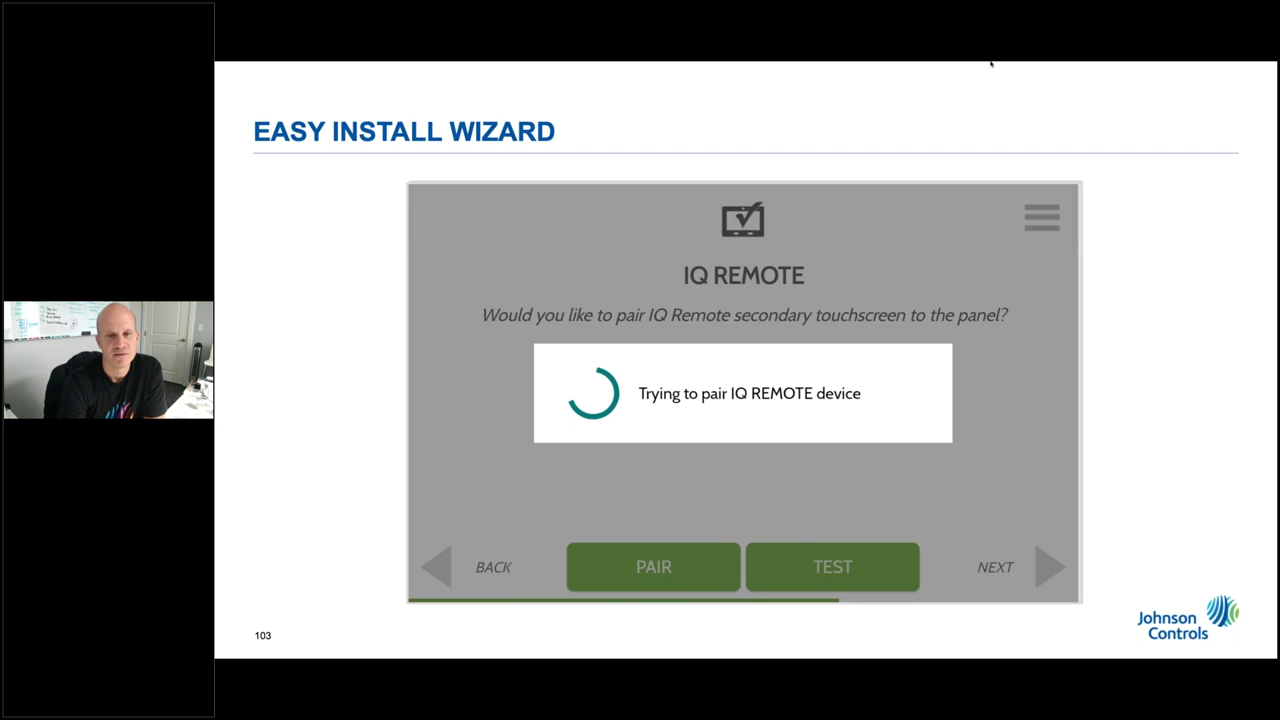 EASY INSTALL WIZARD
IQ REMOTE
Would you like to pair IQ Remote secondary touchscreen to the panel?
Trying to pair IQ REMOTE device
BACK
PAIR
TEST
NEXT
103
Johnson
Controls